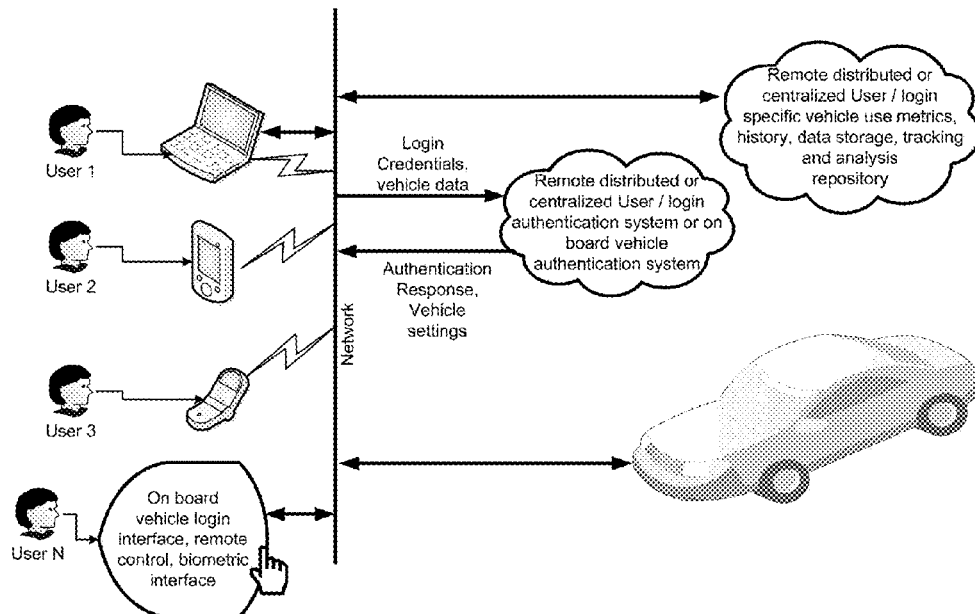 User 1
User 2
User 3
User N
On board
vehicle login
interface, remote
control, biometric
interface
Network
Login
Credentials,
vehicle data
Authentication
Response,
Vehicle
settings
Remote distributed or
centralized User / login
authentication system or on
board vehicle
authentication system
Remote distributed or
centralized User / login
specific vehicle use metrics,
history, data storage, tracking
and analysis
repository